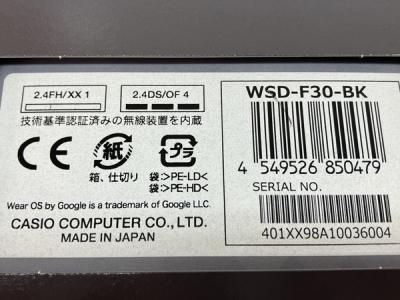 2.4FH/XX 1
2.4DS/OF 4
技術基準認証済みの無線装置を内蔵
CE
紙
プラ
箱、仕切り
袋>PE-LD<
袋>PE-HD<
Wear OS by Google is a trademark of Google LLC.
CASIO COMPUTER CO., LTD.
MADE IN JAPAN
WSD-F30-BK
4 549526 850479
SERIAL NO.
401XX98A10036004